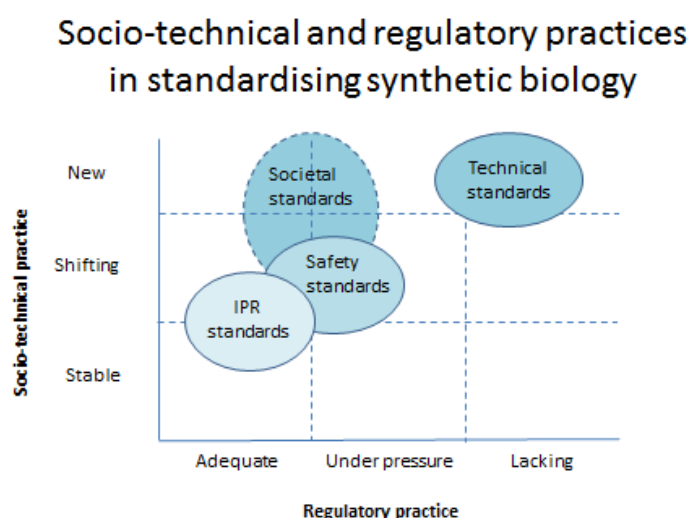 Socio-technical and regulatory practices
in standardising synthetic biology
New
Societal
standards
Technical
standards
Shifting
Safety
standards
IPR
standards
Stable
Socio-technical practice
Adequate
Under pressure
Lacking
Regulatory practice